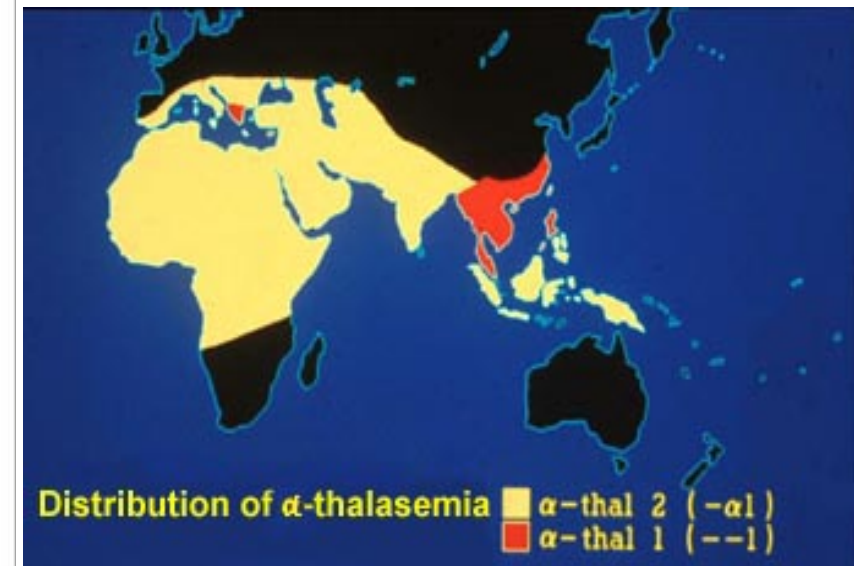 Distribution of α-thalasemia
α-thal 2 (-α1)
α-thal 1 (--1)